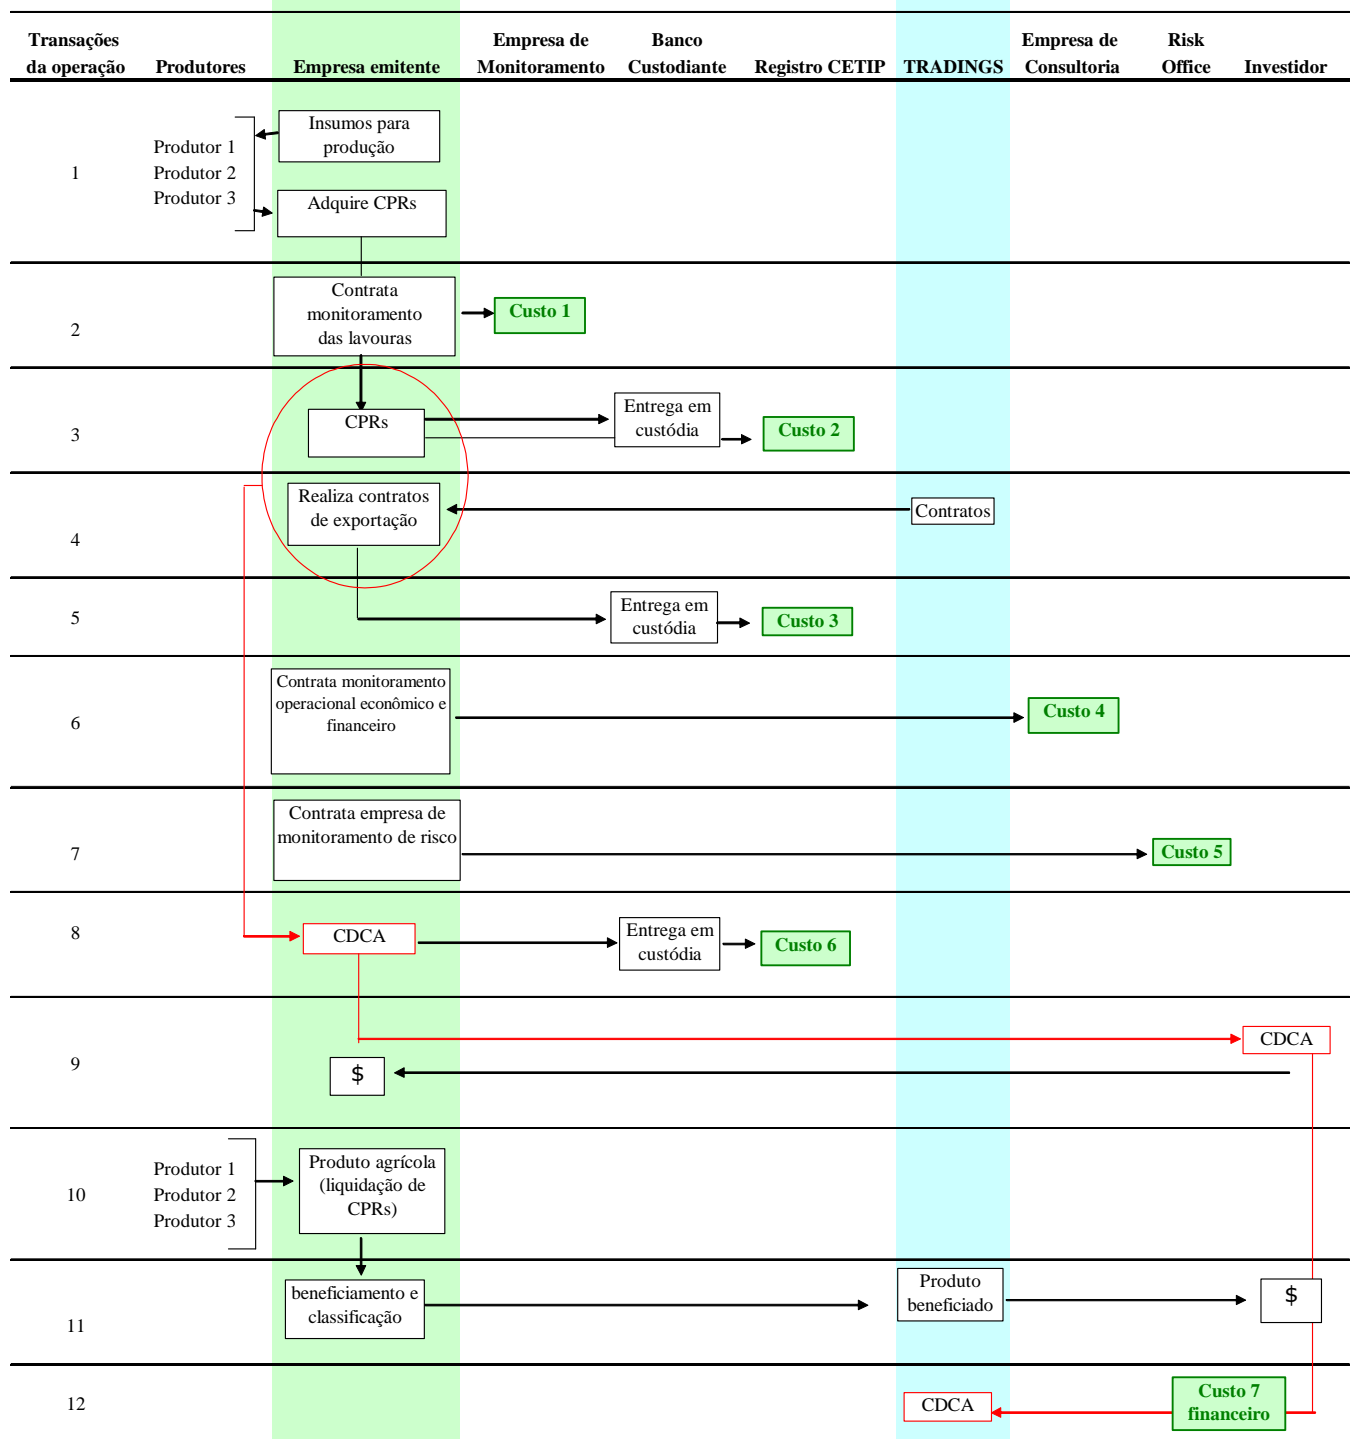 Transações
da operação
Produtores
Empresa emitente
Empresa de
Monitoramento
Banco
Custodiante
Registro CETIP
TRADINGS
Empresa de
Consultoria
Risk
Office
Investidor
1
Produtor 1
Produtor 2
Produtor 3
Insumos para
produção
Adquire CPRs
2
Contrata
monitoramento
das lavouras
Custo 1
3
CPRs
Entrega em
custódia
Custo 2
4
Realiza contratos
de exportação
Contratos
5
Entrega em
custódia
Custo 3
6
Contrata monitoramento
operacional econômico e
financeiro
Custo 4
7
Contrata empresa de
monitoramento de risco
Custo 5
8
CDCA
Entrega em
custódia
Custo 6
9
CDCA
$
10
Produtor 1
Produtor 2
Produtor 3
Produto agrícola
(liquidação de
CPRs)
11
beneficiamento e
classificação
Produto
beneficiado
$
12
CDCA
Custo 7
financeiro